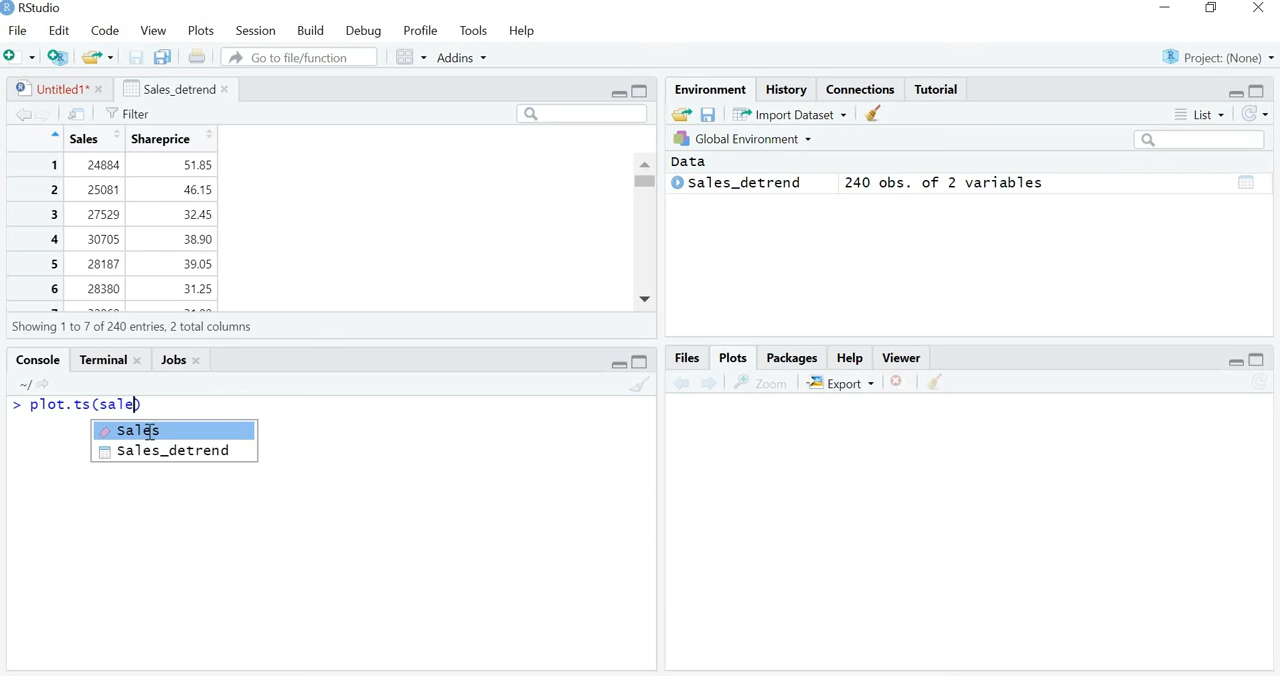 RStudio
File Edit Code View Plots Session Build Debug Profile Tools Help
Go to file/function Addins Project: (None)
Untitled1* Sales_detrend
Filter
Sales Shareprice
1 24884 51.85
2 25081 46.15
3 27529 32.45
4 30705 38.90
5 28187 39.05
6 28380 31.25
Showing 1 to 7 of 240 entries, 2 total columns
Environment History Connections Tutorial
Import Dataset List
Global Environment
Data
Sales_detrend 240 obs. of 2 variables
Console Terminal Jobs
~/
> plot.ts(sale)
Sales
Sales_detrend
Files Plots Packages Help Viewer
Zoom Export